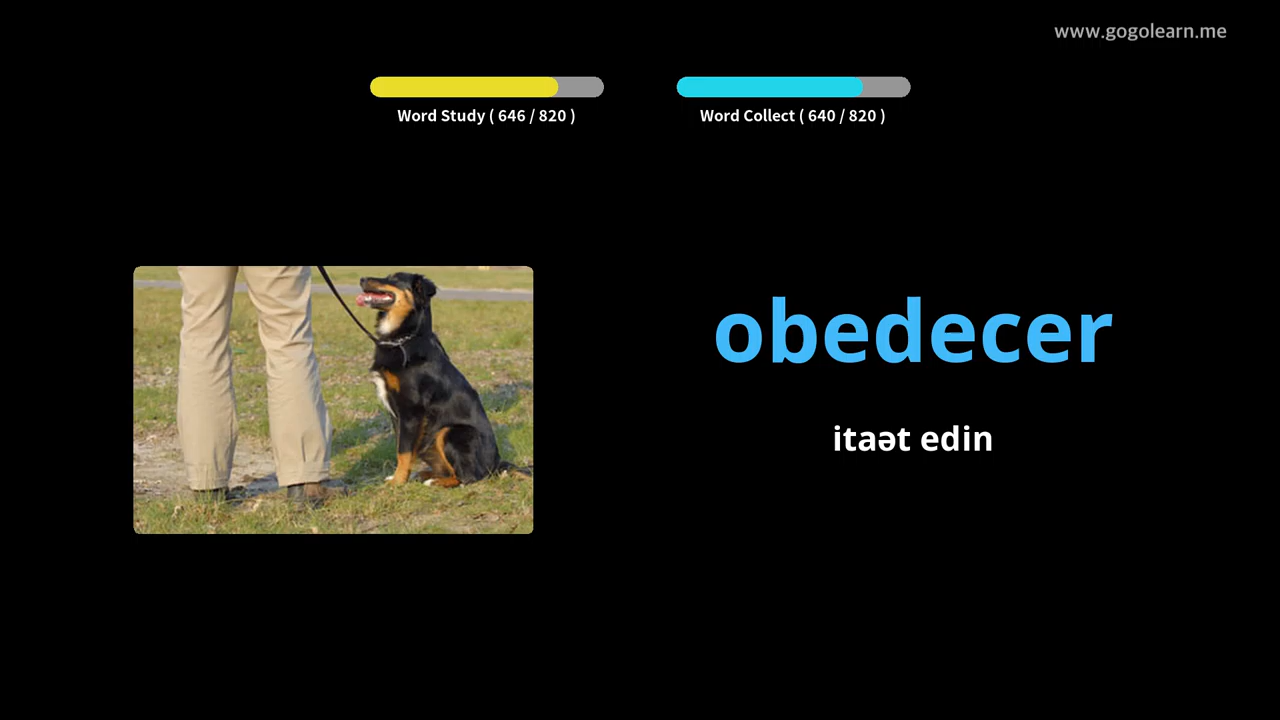 www.gogolearn.me
Word Study ( 646 / 820 )
Word Collect ( 640 / 820 )
obedecer
itaət edin